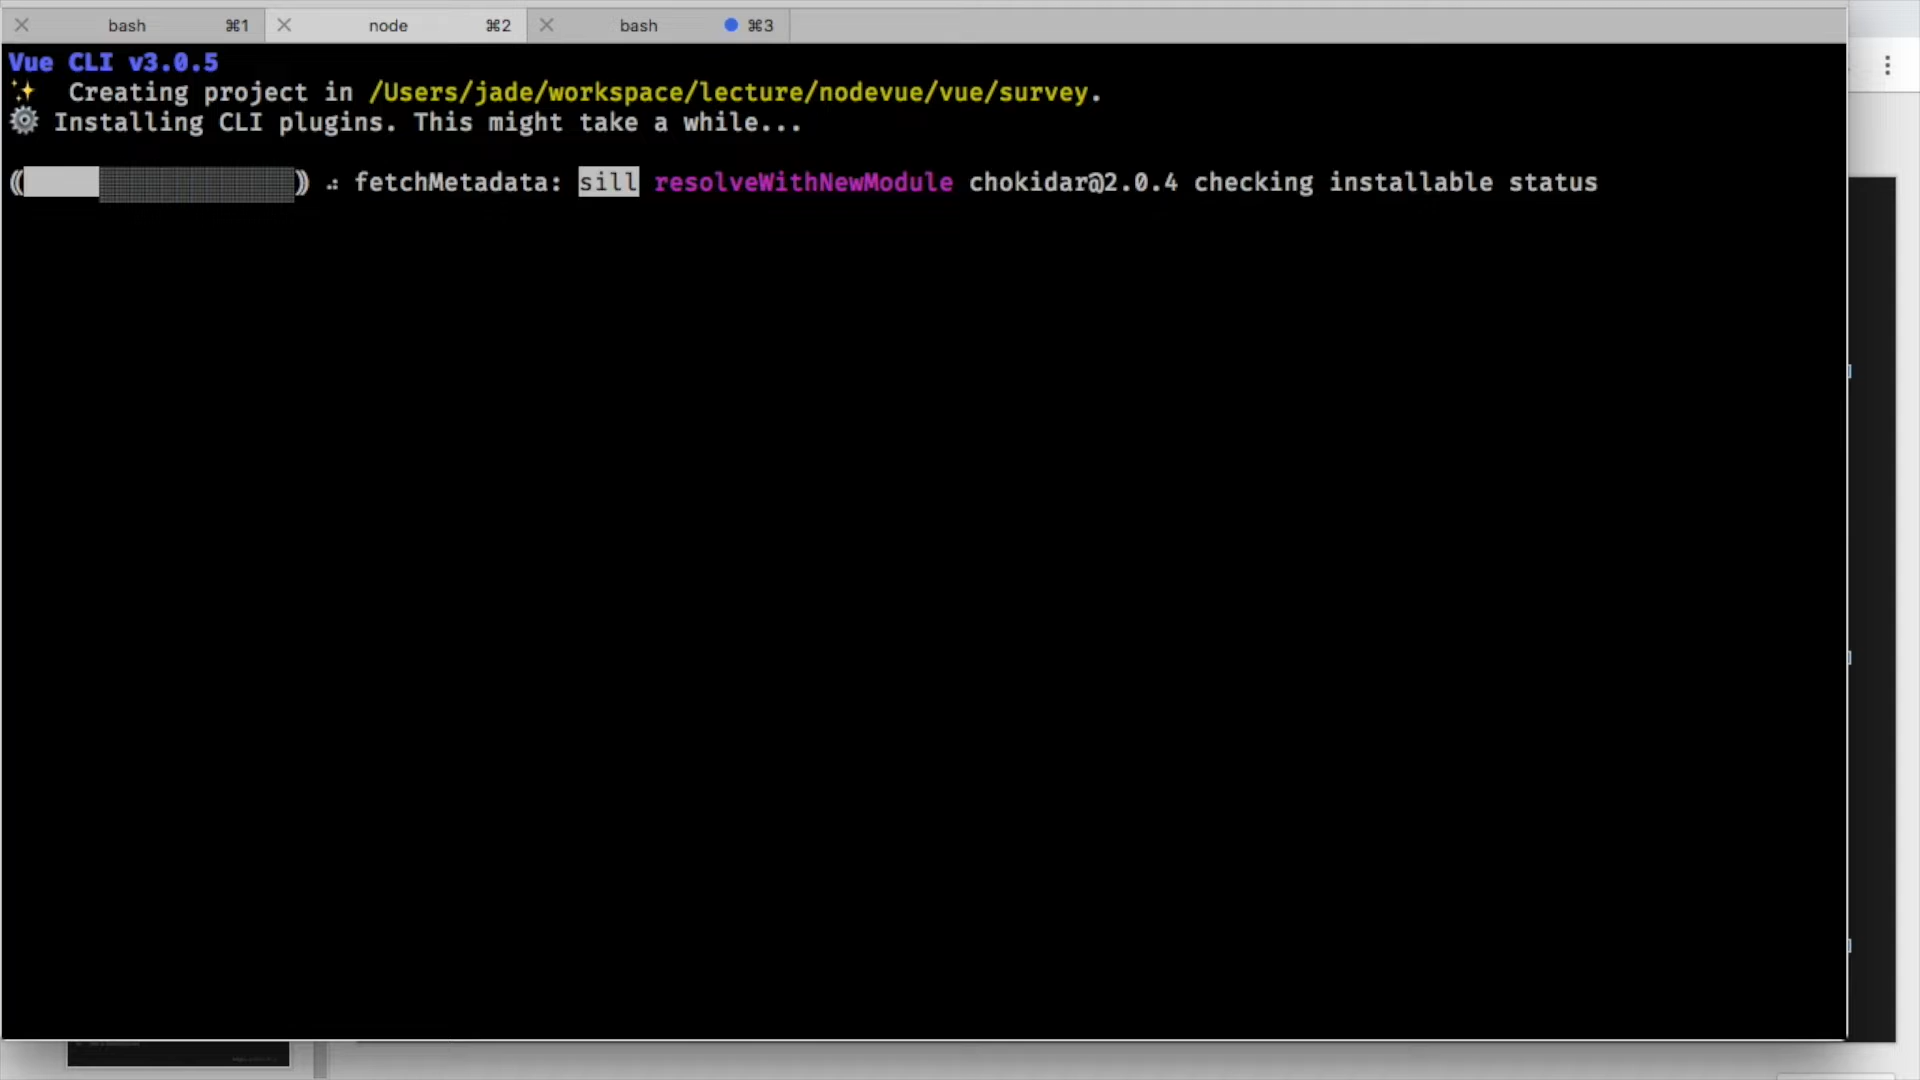 bash ⌘1 node ⌘2 bash ⌘3
Vue CLI v3.0.5
✨ Creating project in /Users/jade/workspace/lecture/nodevue/vue/survey.
⚙ Installing CLI plugins. This might take a while...
fetchMetadata: sill resolveWithNewModule chokidar@2.0.4 checking installable status